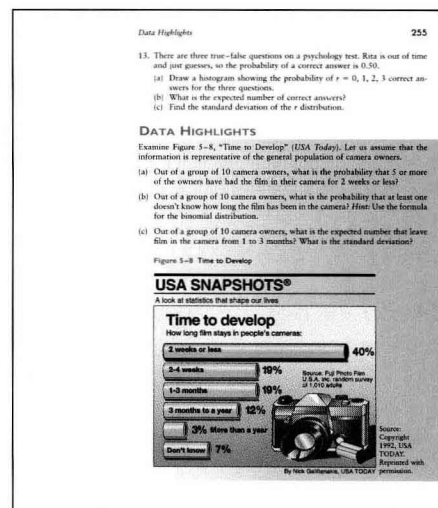 Data Highlights 255
13. There are three true–false questions on a psychology test. Rita is out of time
and just guesses, so the probability of a correct answer is 0.50.
(a) Draw a histogram showing the probability of r = 0, 1, 2, 3 correct an-
swers for the three questions.
(b) What is the expected number of correct answers?
(c) Find the standard deviation of the r distribution.
DATA HIGHLIGHTS
Examine Figure 5–8, "Time to Develop" (USA Today). Let us assume that the
information is representative of the general population of camera owners.
(a) Out of a group of 10 camera owners, what is the probability that 5 or more
of the owners have had the film in their camera for 2 weeks or less?
(b) Out of a group of 10 camera owners, what is the probability that at least one
doesn't know how long the film has been in the camera? Hint: Use the formula
for the binomial distribution.
(c) Out of a group of 10 camera owners, what is the expected number that leave
film in the camera from 1 to 3 months? What is the standard deviation?
Figure 5–8 Time to Develop
USA SNAPSHOTS®
A look at statistics that shape our lives
Time to develop
How long film stays in people's cameras:
2 weeks or less 40%
2-4 weeks 19%
1-3 months 19%
3 months to a year 12%
3% More than a year
Don't know 7%
Source: Fuji Photo Film
U.S.A. Inc. random survey
of 1,010 adults
By Nick Galifianakis, USA TODAY
Source:
Copyright
1992, USA
TODAY.
Reprinted with
permission.